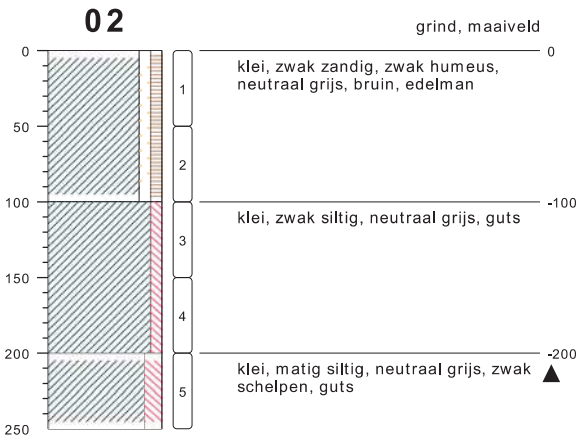 02
grind, maaiveld
0
0
klei, zwak zandig, zwak humeus,
neutraal grijs, bruin, edelman
1
50
2
100
-100
klei, zwak siltig, neutraal grijs, guts
3
150
4
200
-200
klei, matig siltig, neutraal grijs, zwak
schelpen, guts
5
250